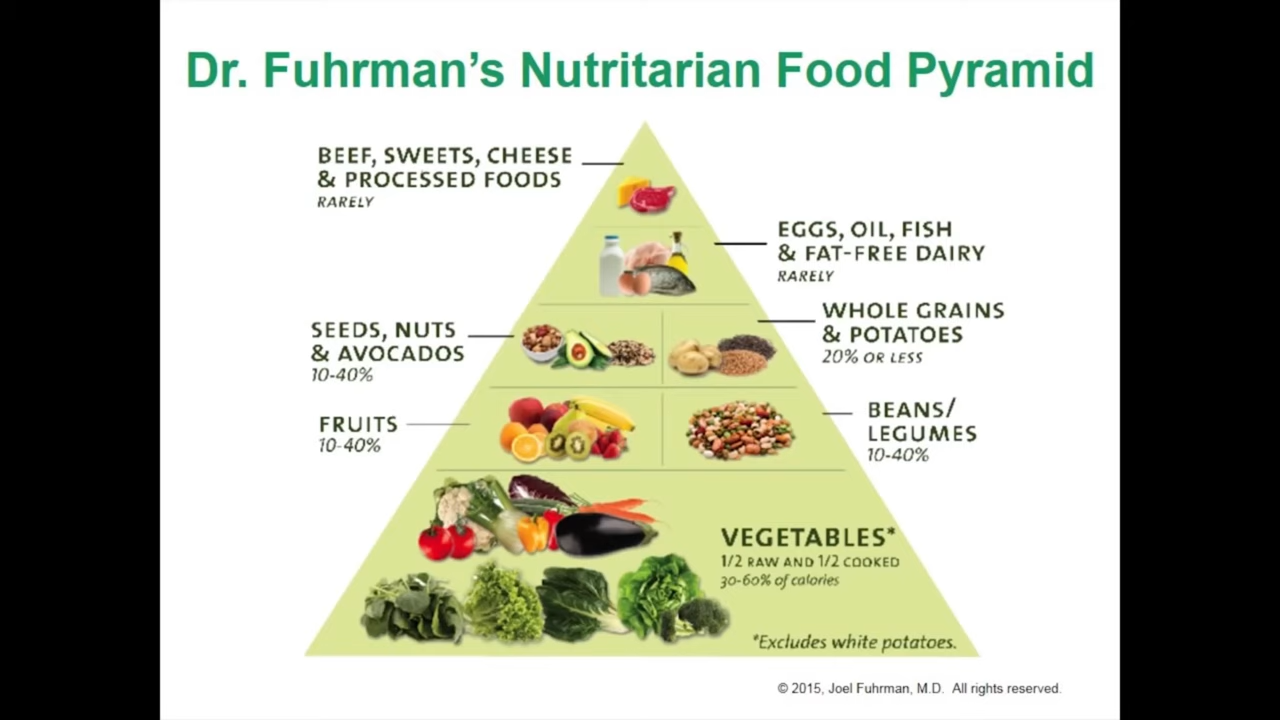 Dr. Fuhrman's Nutritarian Food Pyramid
BEEF, SWEETS, CHEESE
& PROCESSED FOODS
RARELY
EGGS, OIL, FISH
& FAT-FREE DAIRY
RARELY
SEEDS, NUTS
& AVOCADOS
10-40%
WHOLE GRAINS
& POTATOES
20% OR LESS
FRUITS
10-40%
BEANS/
LEGUMES
10-40%
VEGETABLES*
1/2 RAW AND 1/2 COOKED
30-60% of calories
*Excludes white potatoes.
© 2015, Joel Fuhrman, M.D. All rights reserved.